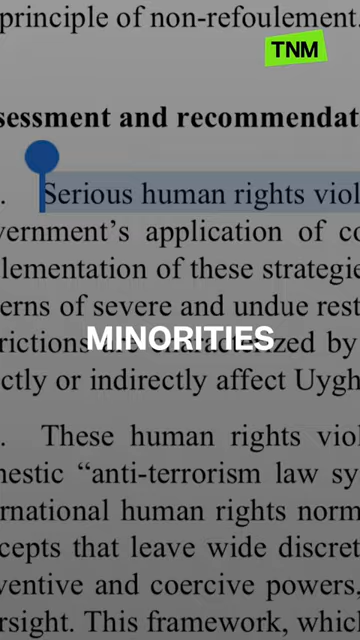 principle of non-refoulement.
TNM
sessment and recommendat
. Serious human rights viol
vernment's application of co
lementation of these strategie
erns of severe and undue rest
rictions are characterized by
MINORITIES
ectly or indirectly affect Uygh
. These human rights viol
mestic "anti-terrorism law sy
rnational human rights norm
cepts that leave wide discret
ventive and coercive powers,
rsight. This framework, which